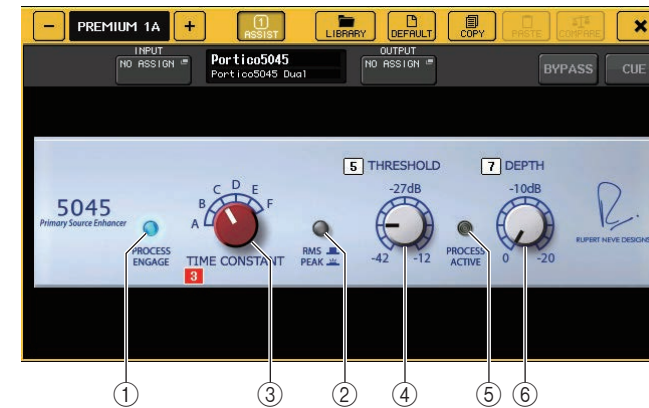 − PREMIUM 1A + 1 ASSIST LIBRARY DEFAULT COPY PASTE COMPARE ×
INPUT
NO ASSIGN
Portico5045
Portico5045 Dual
OUTPUT
NO ASSIGN
BYPASS CUE
5045
Primary Source Enhancer
PROCESS
ENGAGE
A B C D E F
TIME CONSTANT
3
RMS
PEAK
5 THRESHOLD
-27dB
-42 -12
PROCESS
ACTIVE
7 DEPTH
-10dB
0 -20
R.
RUPERT NEVE DESIGNS
① ③ ② ④ ⑤ ⑥